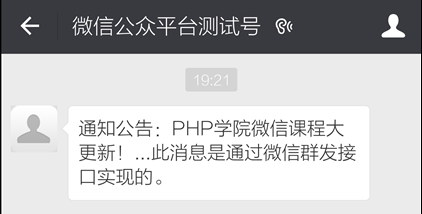 微信公众平台测试号
19:21
通知公告：PHP学院微信课程大
更新！...此消息是通过微信群发接
口实现的。